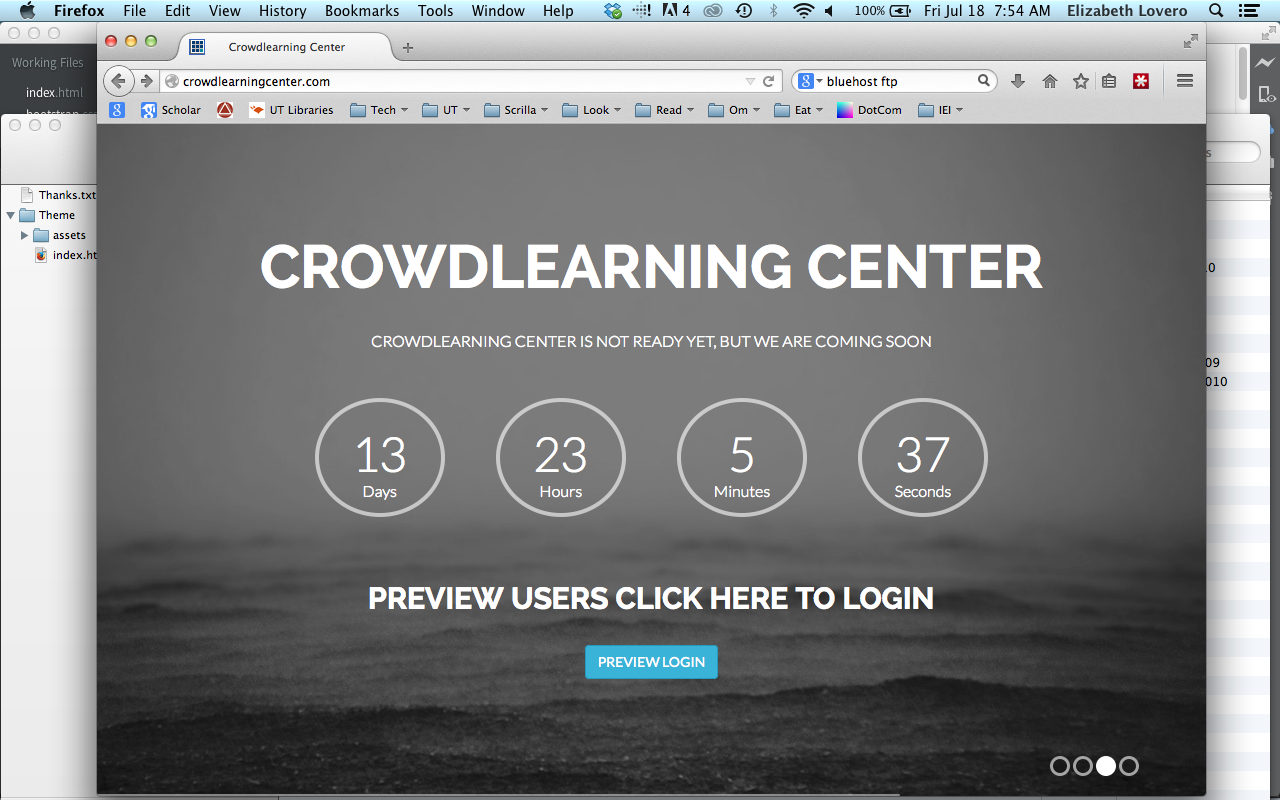 Firefox File Edit View History Bookmarks Tools Window Help 4 100% Fri Jul 18 7:54 AM Elizabeth Lovero
Working Files
Crowdlearning Center
index.html
crowdlearningcenter.com bluehost ftp
Scholar UT Libraries Tech UT Scrilla Look Read Om Eat DotCom IEI
Thanks.txt
Theme
assets
index.ht
CROWDLEARNING CENTER
CROWDLEARNING CENTER IS NOT READY YET, BUT WE ARE COMING SOON
09
010
13 23 5 37
Days Hours Minutes Seconds
PREVIEW USERS CLICK HERE TO LOGIN
PREVIEW LOGIN